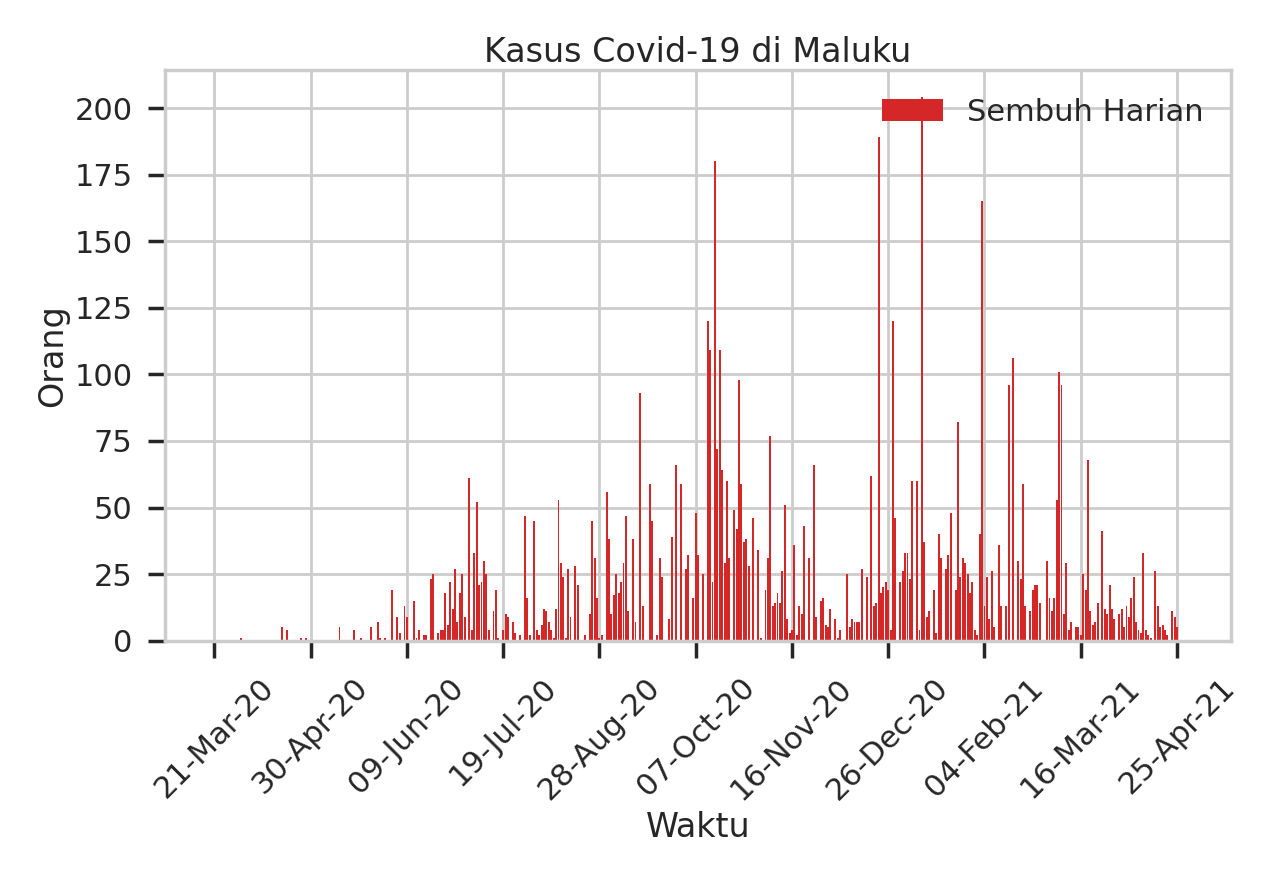 Kasus Covid-19 di Maluku
Sembuh Harian
Orang
200
175
150
125
100
75
50
25
0
21-Mar-20
30-Apr-20
09-Jun-20
19-Jul-20
28-Aug-20
07-Oct-20
16-Nov-20
26-Dec-20
04-Feb-21
16-Mar-21
25-Apr-21
Waktu